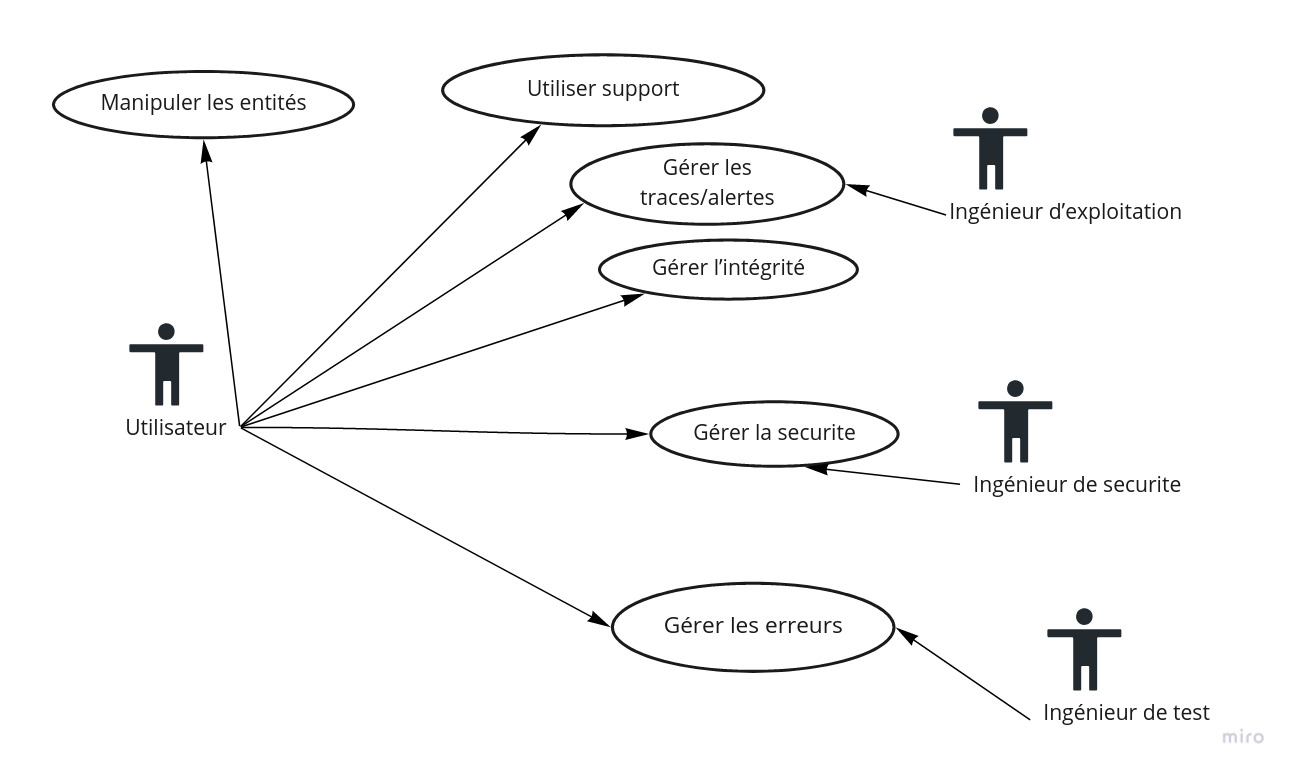 Manipuler les entités
Utiliser support
Gérer les
traces/alertes
Ingénieur d’exploitation
Gérer l’intégrité
Utilisateur
Gérer la securite
Ingénieur de securite
Gérer les erreurs
Ingénieur de test
miro